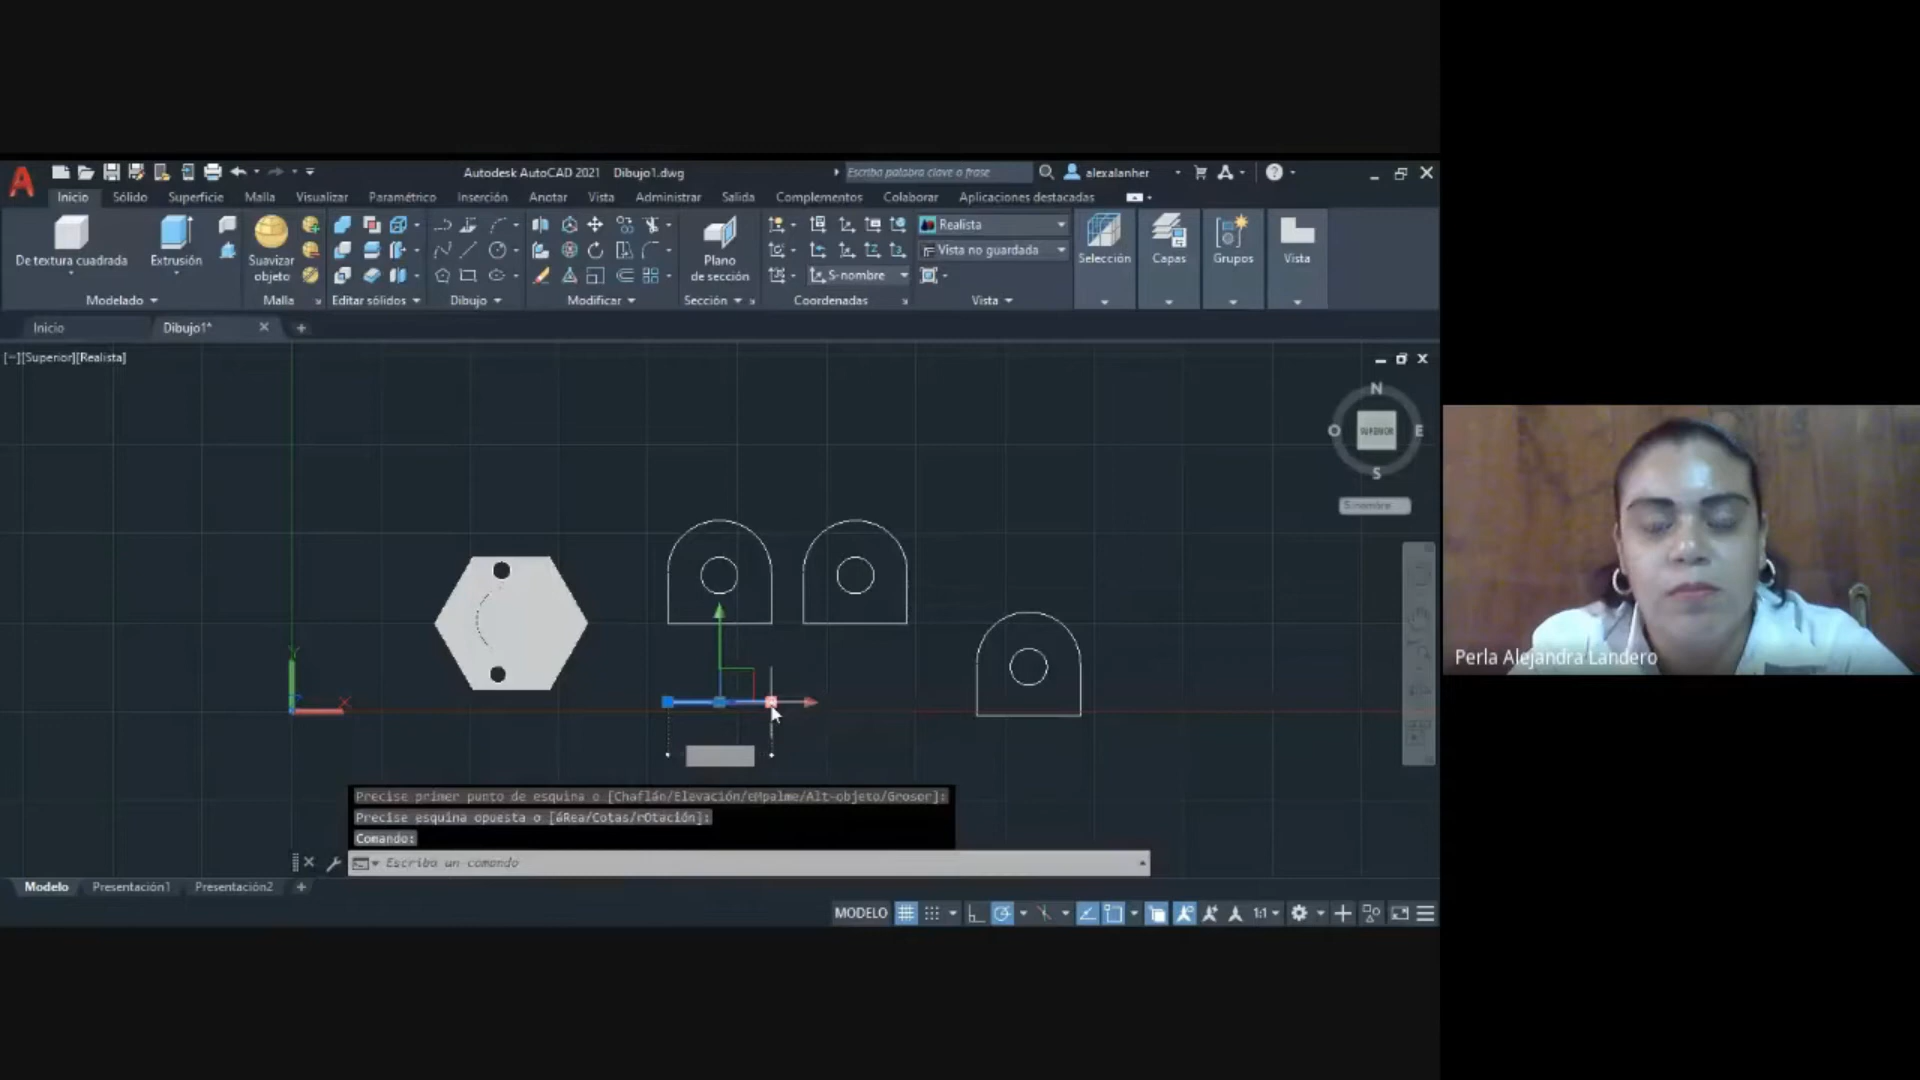 Autodesk AutoCAD 2021 Dibujo1.dwg
Escriba palabra clave o frase
alexalanher
Inicio Sólido Superficie Malla Visualizar Paramétrico Inserción Anotar Vista Administrar Salida Complementos Colaborar Aplicaciones destacadas
De textura cuadrada
Extrusión
Suavizar objeto
Plano de sección
S-nombre
Realista
Vista no guardada
Selección
Capas
Grupos
Vista
Modelado
Malla
Editar sólidos
Dibujo
Modificar
Sección
Coordenadas
Vista
Inicio
Dibujo1*
[−][Superior][Realista]
N
O
SUPERIOR
E
S
S-nombre
Y
X
Precise primer punto de esquina o [Chaflán/Elevación/eMpalme/Alt-objeto/Grosor]:
Precise esquina opuesta o [áRea/Cotas/rOtación]:
Comando:
Escriba un comando
Modelo Presentación1 Presentación2
MODELO
1:1
Perla Alejandra Landero